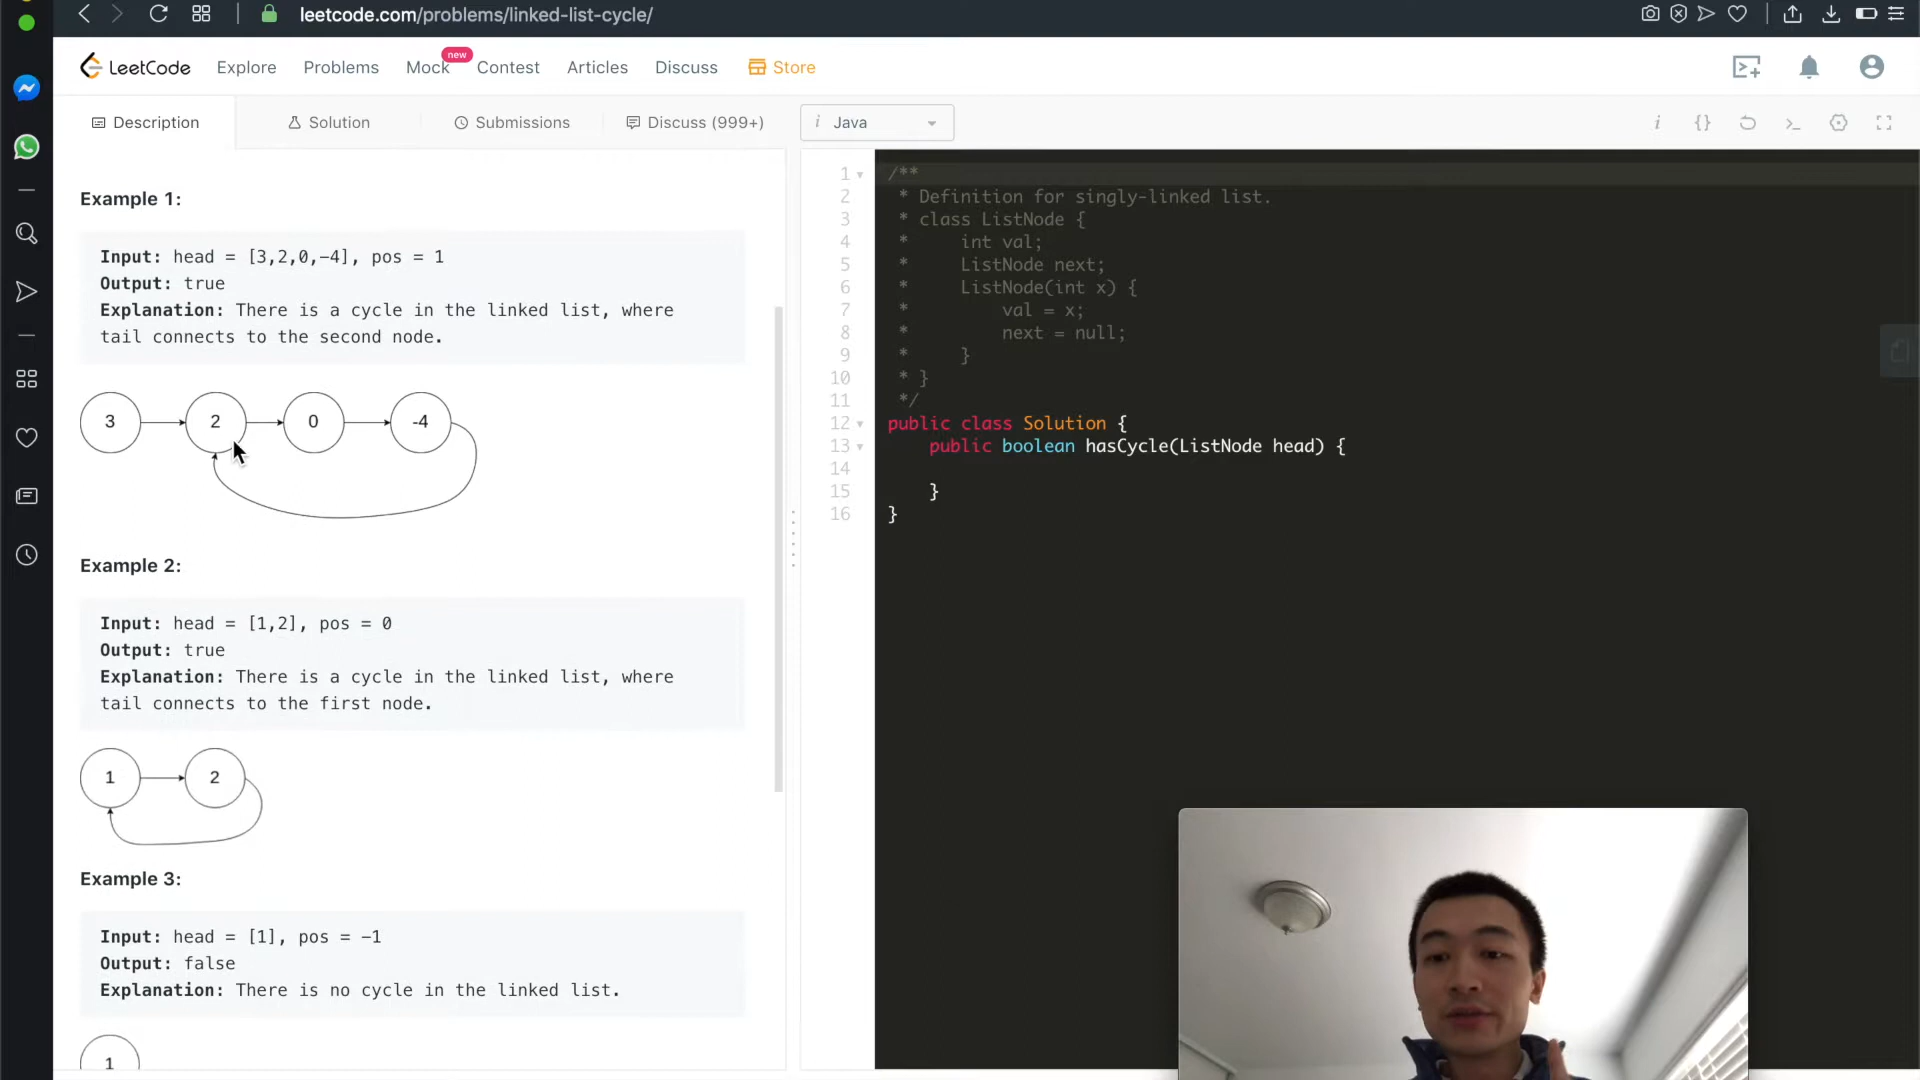 leetcode.com/problems/linked-list-cycle/
LeetCode
Explore
Problems
Mock
new
Contest
Articles
Discuss
Store
Description
Solution
Submissions
Discuss (999+)
i Java
i
{}
Example 1:
Input: head = [3,2,0,-4], pos = 1
Output: true
Explanation: There is a cycle in the linked list, where
tail connects to the second node.
3 2 0 -4
Example 2:
Input: head = [1,2], pos = 0
Output: true
Explanation: There is a cycle in the linked list, where
tail connects to the first node.
1 2
Example 3:
Input: head = [1], pos = -1
Output: false
Explanation: There is no cycle in the linked list.
1
1 /**
2 * Definition for singly-linked list.
3 * class ListNode {
4 * int val;
5 * ListNode next;
6 * ListNode(int x) {
7 * val = x;
8 * next = null;
9 * }
10 * }
11 */
12 public class Solution {
13 public boolean hasCycle(ListNode head) {
14
15 }
16 }